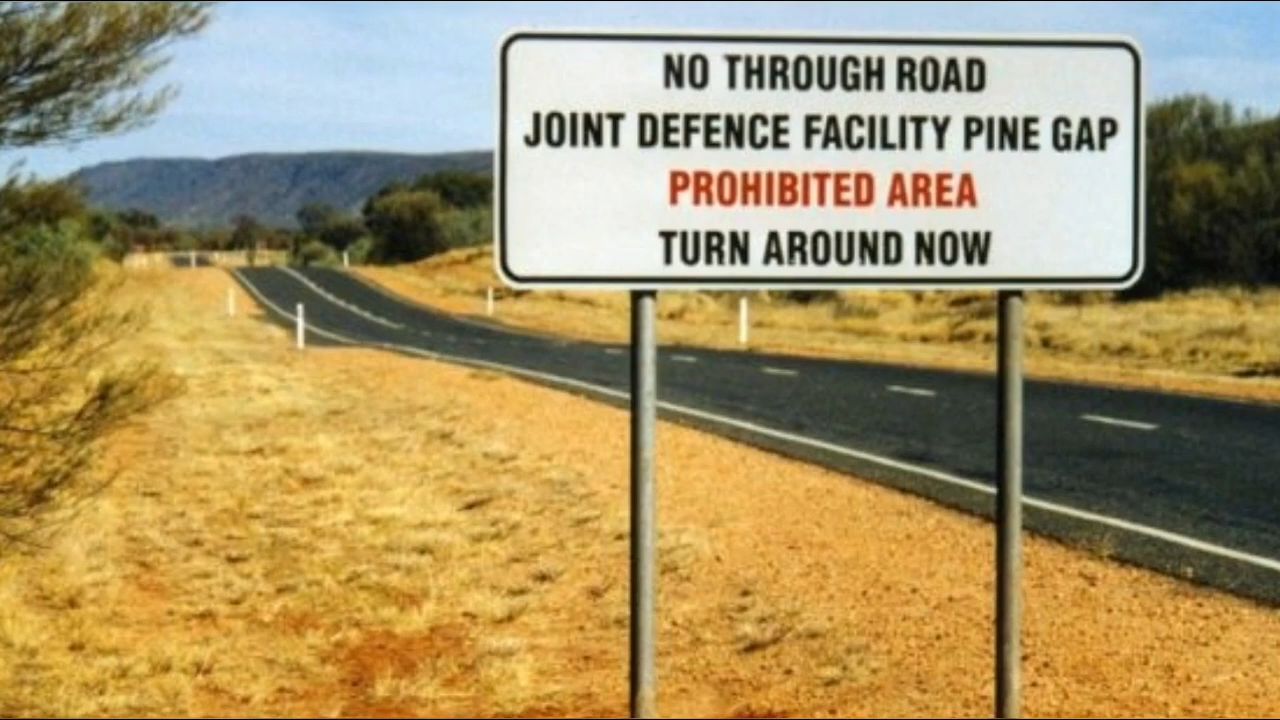 NO THROUGH ROAD
JOINT DEFENCE FACILITY PINE GAP
PROHIBITED AREA
TURN AROUND NOW